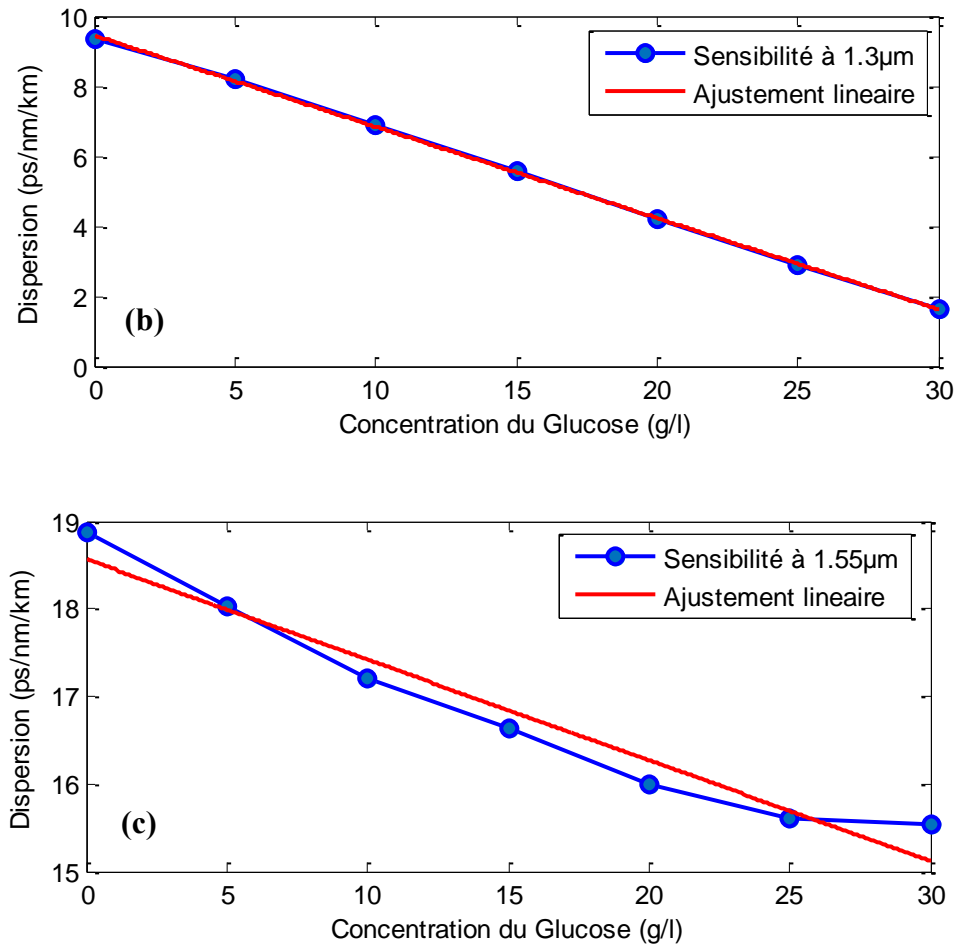 10
8
6
4
2
0
Dispersion (ps/nm/km)
Sensibilité à 1.3µm
Ajustement lineaire
(b)
0 5 10 15 20 25 30
Concentration du Glucose (g/l)
19
18
17
16
15
Dispersion (ps/nm/km)
Sensibilité à 1.55µm
Ajustement lineaire
(c)
0 5 10 15 20 25 30
Concentration du Glucose (g/l)